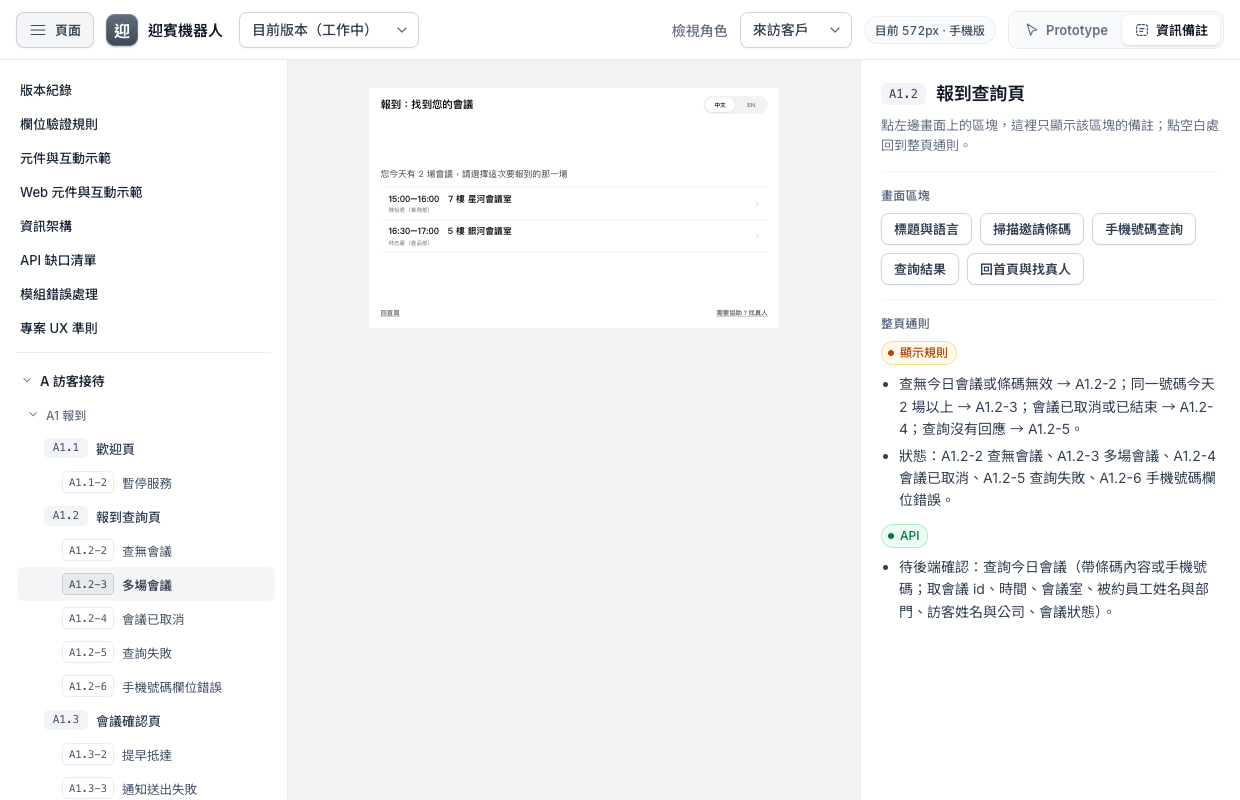 頁面
迎 迎賓機器人
目前版本（工作中）
檢視角色
來訪客戶
目前 572px · 手機版
Prototype
資訊備註
版本紀錄
欄位驗證規則
元件與互動示範
Web 元件與互動示範
資訊架構
API 缺口清單
模組錯誤處理
專案 UX 準則
A 訪客接待
A1 報到
A1.1 歡迎頁
A1.1-2 暫停服務
A1.2 報到查詢頁
A1.2-2 查無會議
A1.2-3 多場會議
A1.2-4 會議已取消
A1.2-5 查詢失敗
A1.2-6 手機號碼欄位錯誤
A1.3 會議確認頁
A1.3-2 提早抵達
A1.3-3 通知送出失敗
報到：找到您的會議
中文 EN
您今天有 2 場會議，請選擇這次要報到的那一場
15:00–16:00 7 樓 星河會議室
陳怡君（業務部）
16:30–17:00 5 樓 銀河會議室
林志豪（產品部）
回首頁
需要協助？找真人
A1.2 報到查詢頁
點左邊畫面上的區塊，這裡只顯示該區塊的備註；點空白處
回到整頁通則。
畫面區塊
標題與語言
掃描邀請條碼
手機號碼查詢
查詢結果
回首頁與找真人
整頁通則
顯示規則
查無今日會議或條碼無效 → A1.2-2；同一號碼今天
2 場以上 → A1.2-3；會議已取消或已結束 → A1.2-
4；查詢沒有回應 → A1.2-5。
狀態：A1.2-2 查無會議、A1.2-3 多場會議、A1.2-4
會議已取消、A1.2-5 查詢失敗、A1.2-6 手機號碼欄
位錯誤。
API
待後端確認：查詢今日會議（帶條碼內容或手機號
碼；取會議 id、時間、會議室、被約員工姓名與部
門、訪客姓名與公司、會議狀態）。